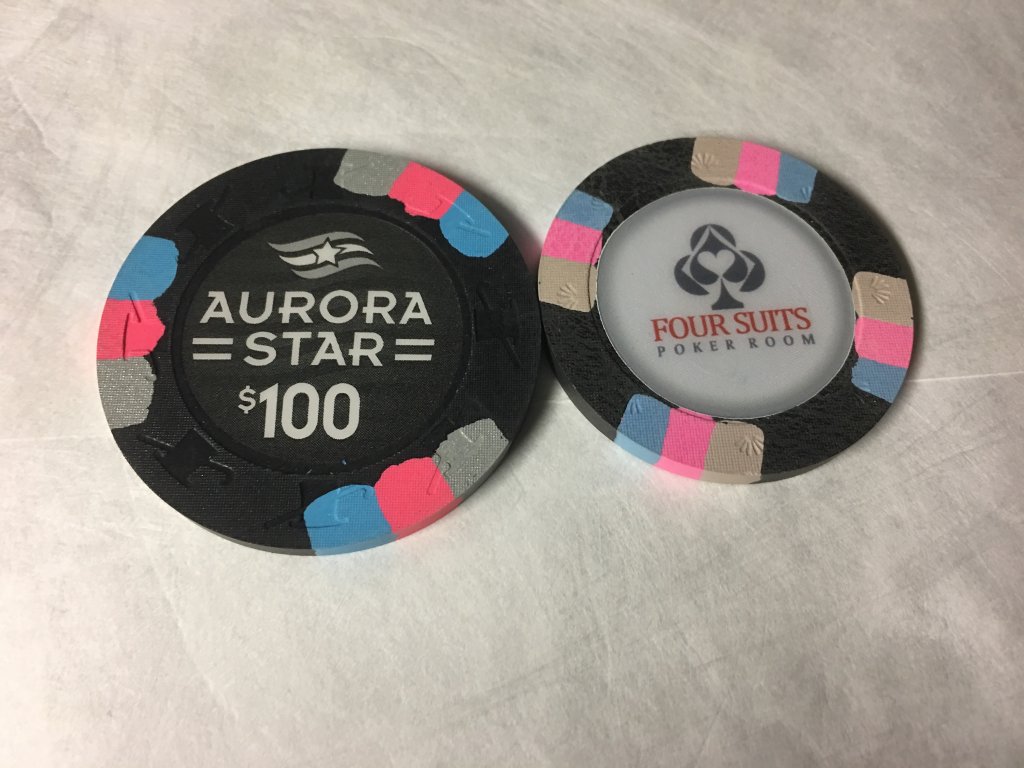 AURORA
STAR
$100
FOUR SUITS
POKER ROOM